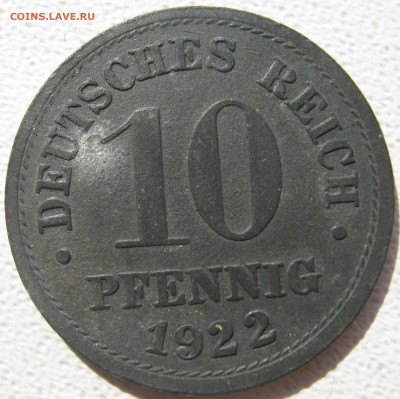 COINS.LAVE.RU
· DEUTSCHES REICH ·
10
PFENNIG
1922